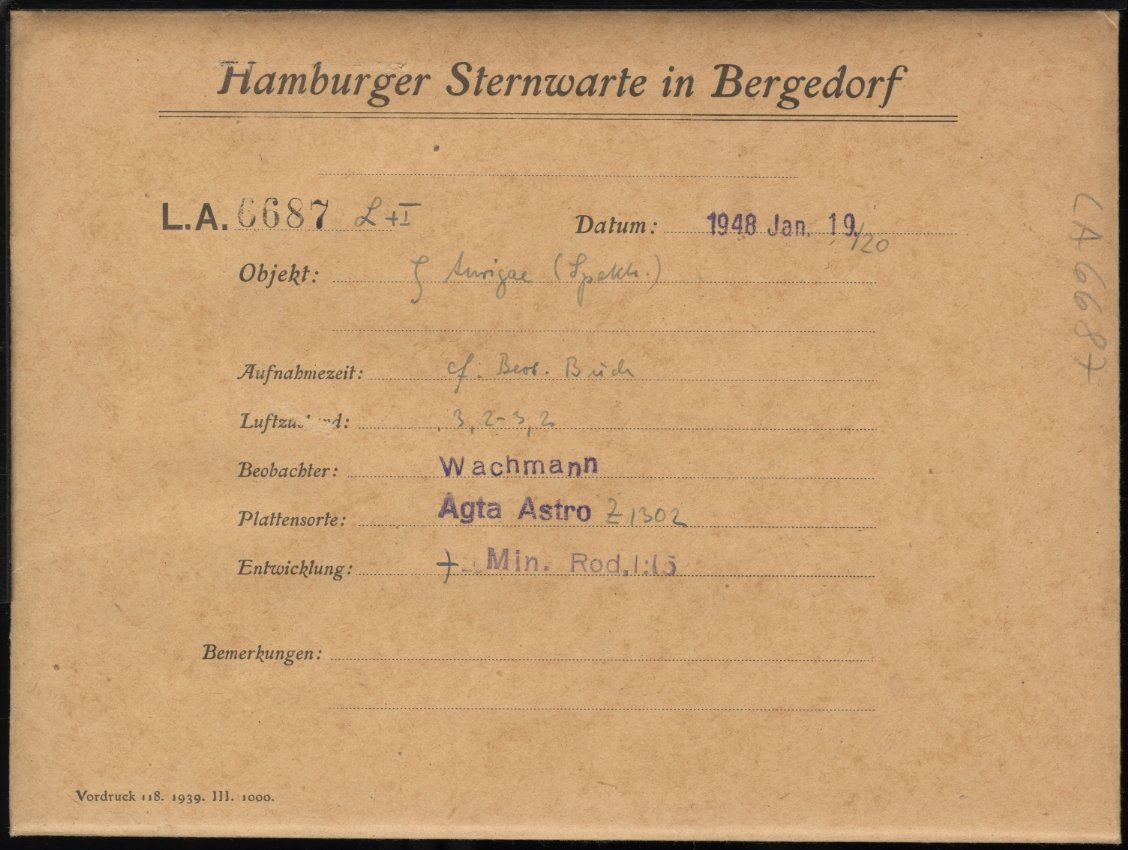 Hamburger Sternwarte in Bergedorf
L.A. 6687 L+I
Datum: 1948 Jan. 19./20
Objekt: ζ Aurigae (Spektr.)
Aufnahmezeit: cf. Beob. Buch
Luftzustand: 3, 2-3, 2
Beobachter: Wachmann
Plattensorte: Agfa Astro Z 1302
Entwicklung: Min. Rod. 1:15
Bemerkungen:
Vordruck 118. 1939. III. 1000.
LA 6687